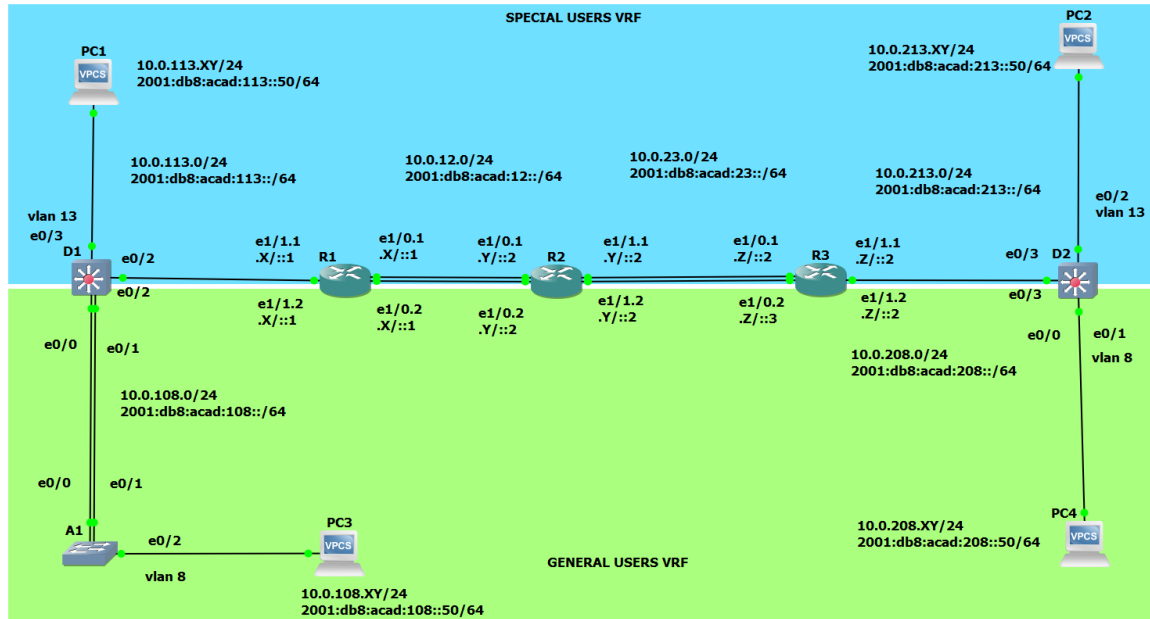 SPECIAL USERS VRF
PC1
VPCS
10.0.113.XY/24
2001:db8:acad:113::50/64
PC2
VPCS
10.0.213.XY/24
2001:db8:acad:213::50/64
10.0.113.0/24
2001:db8:acad:113::/64
10.0.12.0/24
2001:db8:acad:12::/64
10.0.23.0/24
2001:db8:acad:23::/64
10.0.213.0/24
2001:db8:acad:213::/64
e0/2
vlan 13
vlan 13
e0/3
D1
e0/2
e1/1.1
.X/::1
R1
e1/0.1
.X/::1
e1/0.1
.Y/::2
R2
e1/1.1
.Y/::2
e1/0.1
.Z/::2
R3
e1/1.1
.Z/::2
e0/3
D2
e0/2
e1/1.2
.X/::1
e1/0.2
.X/::1
e1/0.2
.Y/::2
e1/1.2
.Y/::2
e1/0.2
.Z/::3
e1/1.2
.Z/::2
e0/3
e0/0
e0/1
e0/0
e0/1
vlan 8
10.0.208.0/24
2001:db8:acad:208::/64
10.0.108.0/24
2001:db8:acad:108::/64
e0/0
e0/1
A1
e0/2
vlan 8
PC3
VPCS
10.0.108.XY/24
2001:db8:acad:108::50/64
GENERAL USERS VRF
10.0.208.XY/24
2001:db8:acad:208::50/64
PC4
VPCS